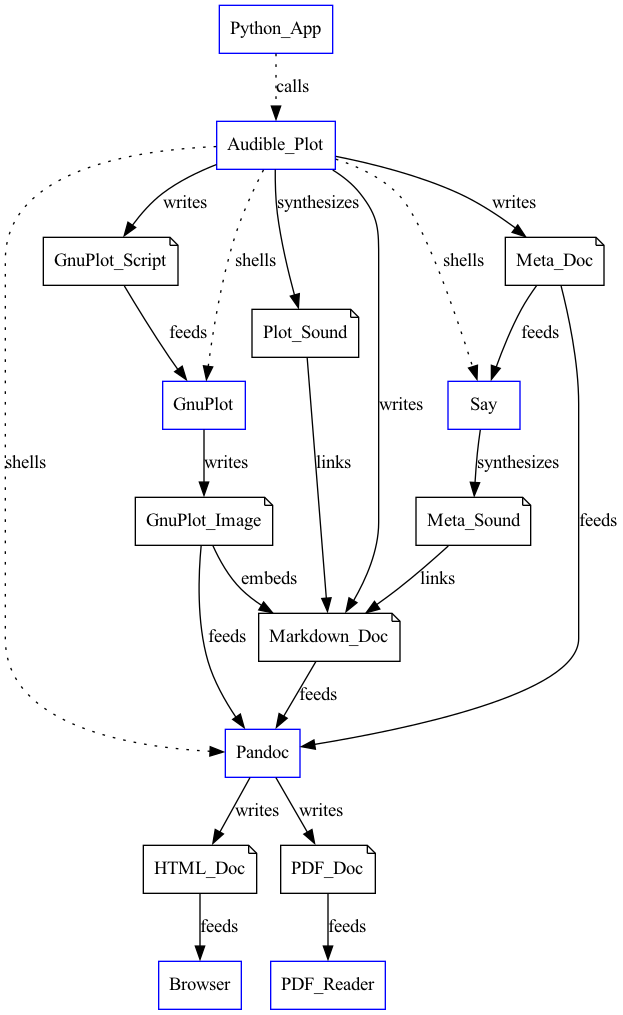 Python_App
calls
Audible_Plot
writes
synthesizes
writes
GnuPlot_Script
shells
shells
Meta_Doc
feeds
Plot_Sound
feeds
GnuPlot
writes
Say
shells
writes
links
synthesizes
GnuPlot_Image
Meta_Sound
feeds
embeds
links
feeds
Markdown_Doc
feeds
Pandoc
writes
writes
HTML_Doc
PDF_Doc
feeds
feeds
Browser
PDF_Reader